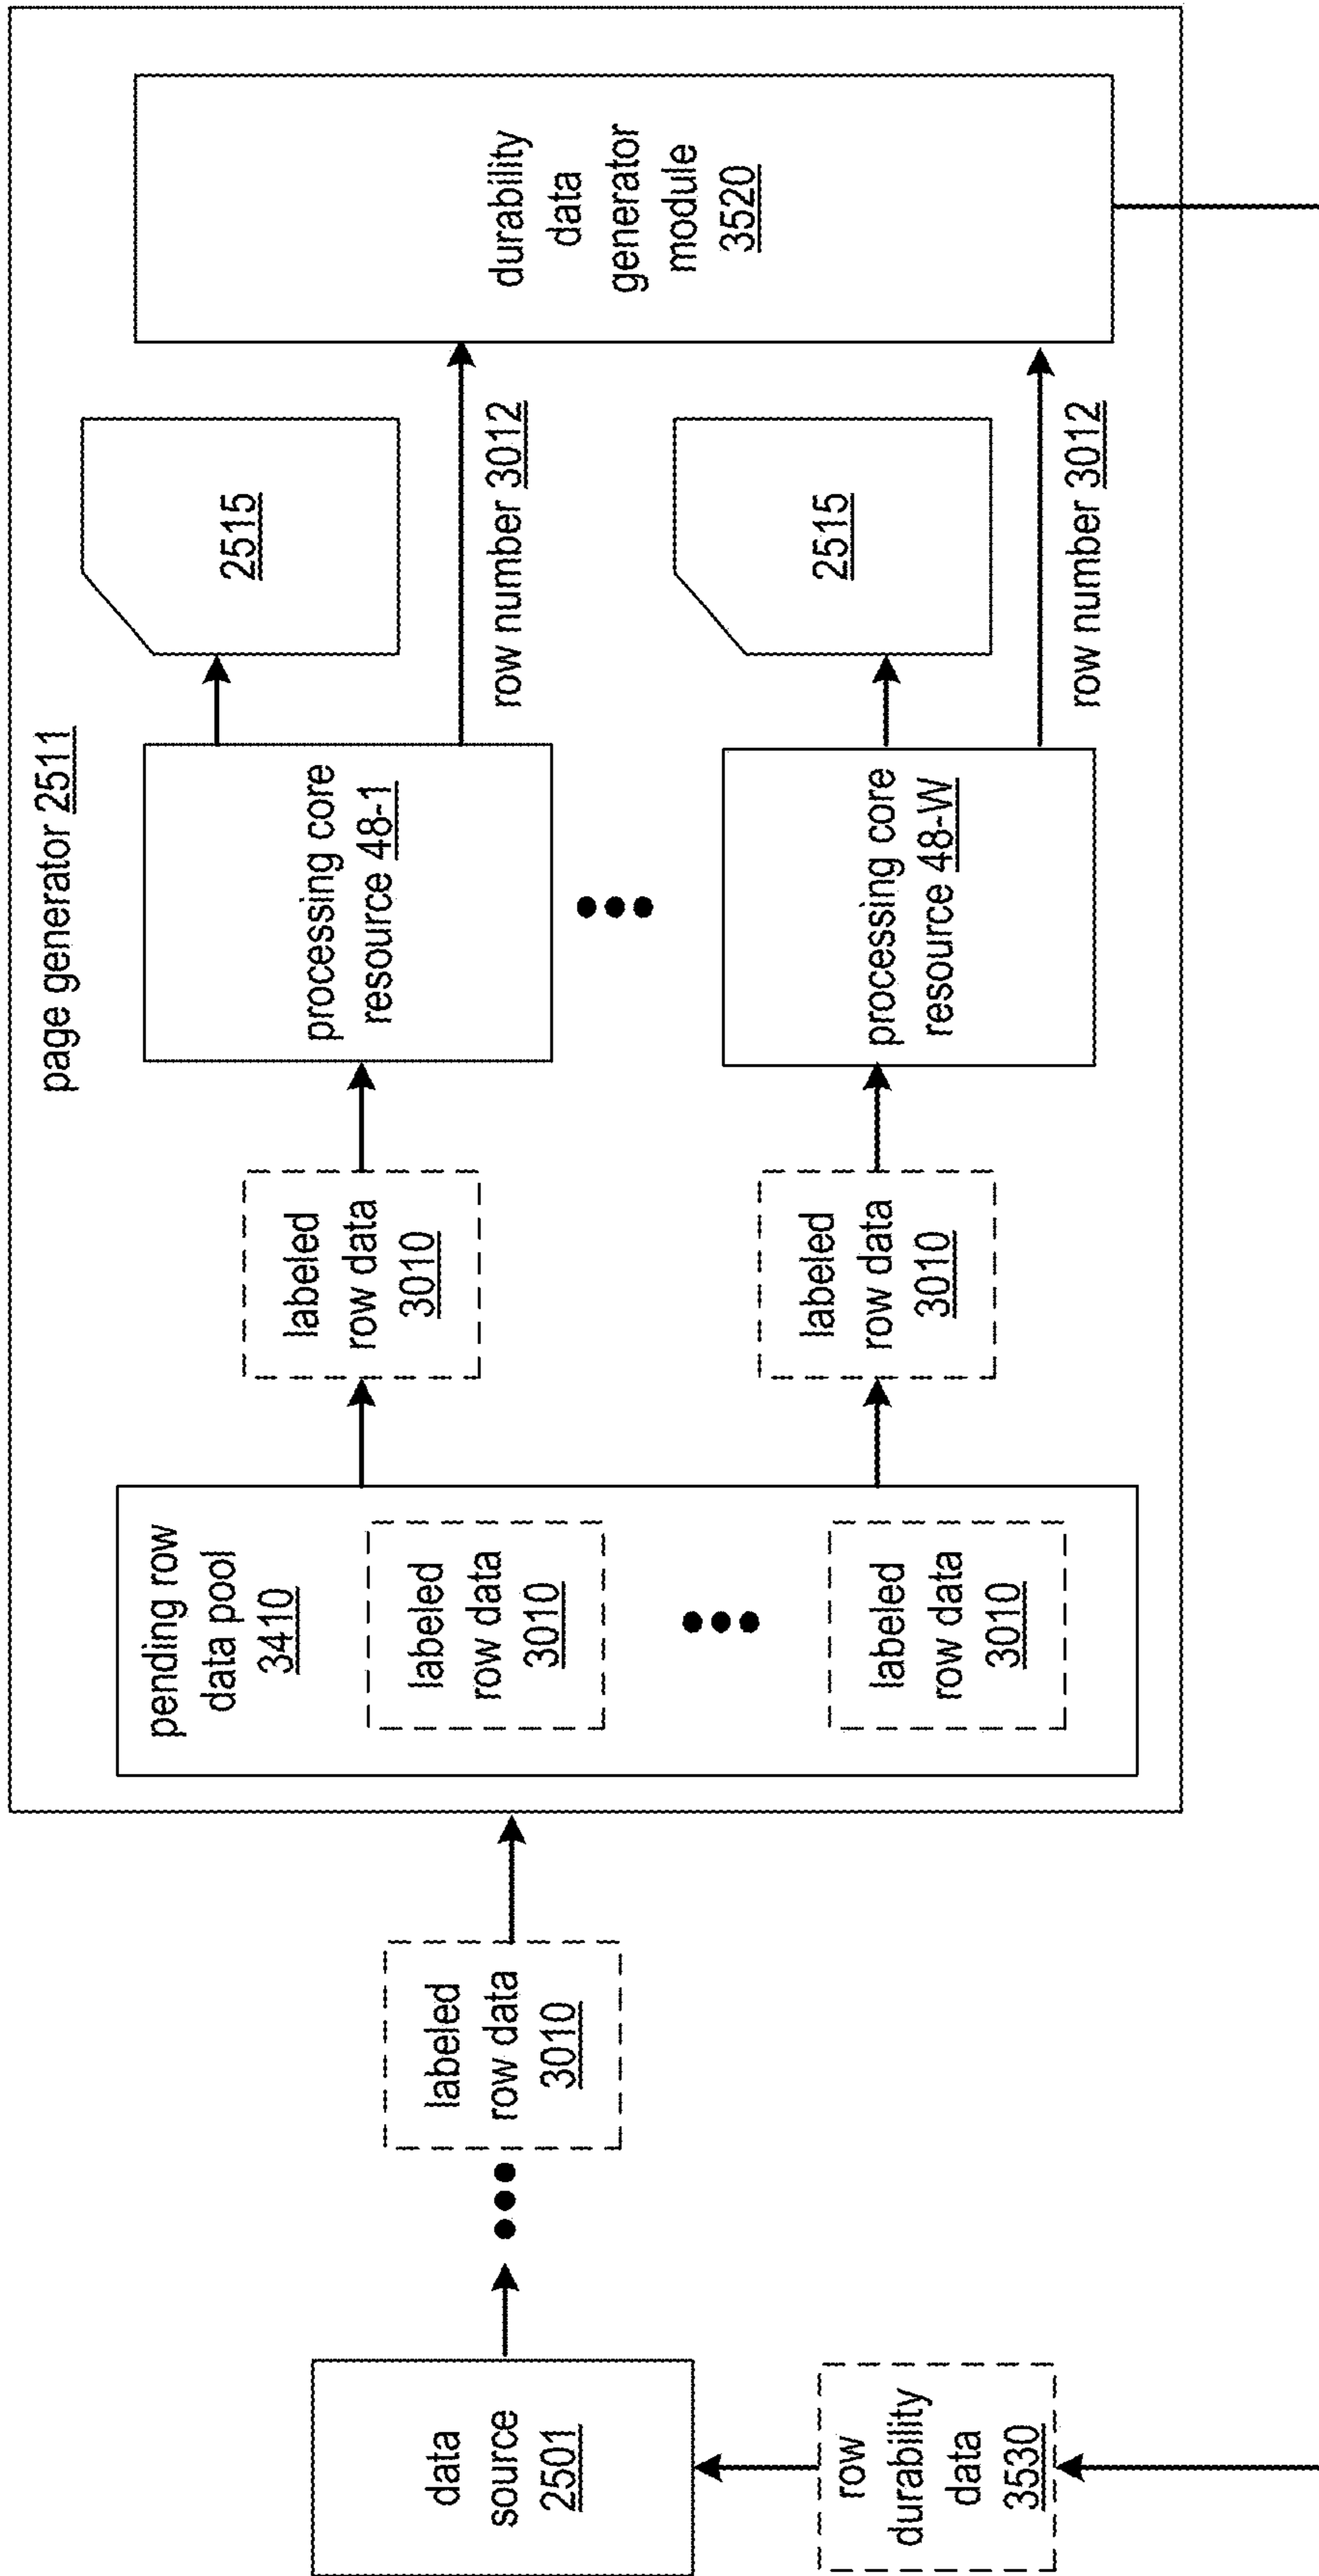 page generator 2511
data
source
2501
row
durability
data
3530
labeled
row data
3010
pending row
data pool
3410
labeled
row data
3010
labeled
row data
3010
labeled
row data
3010
labeled
row data
3010
processing core
resource 48-1
processing core
resource 48-W
2515
row number 3012
2515
row number 3012
durability
data
generator
module
3520